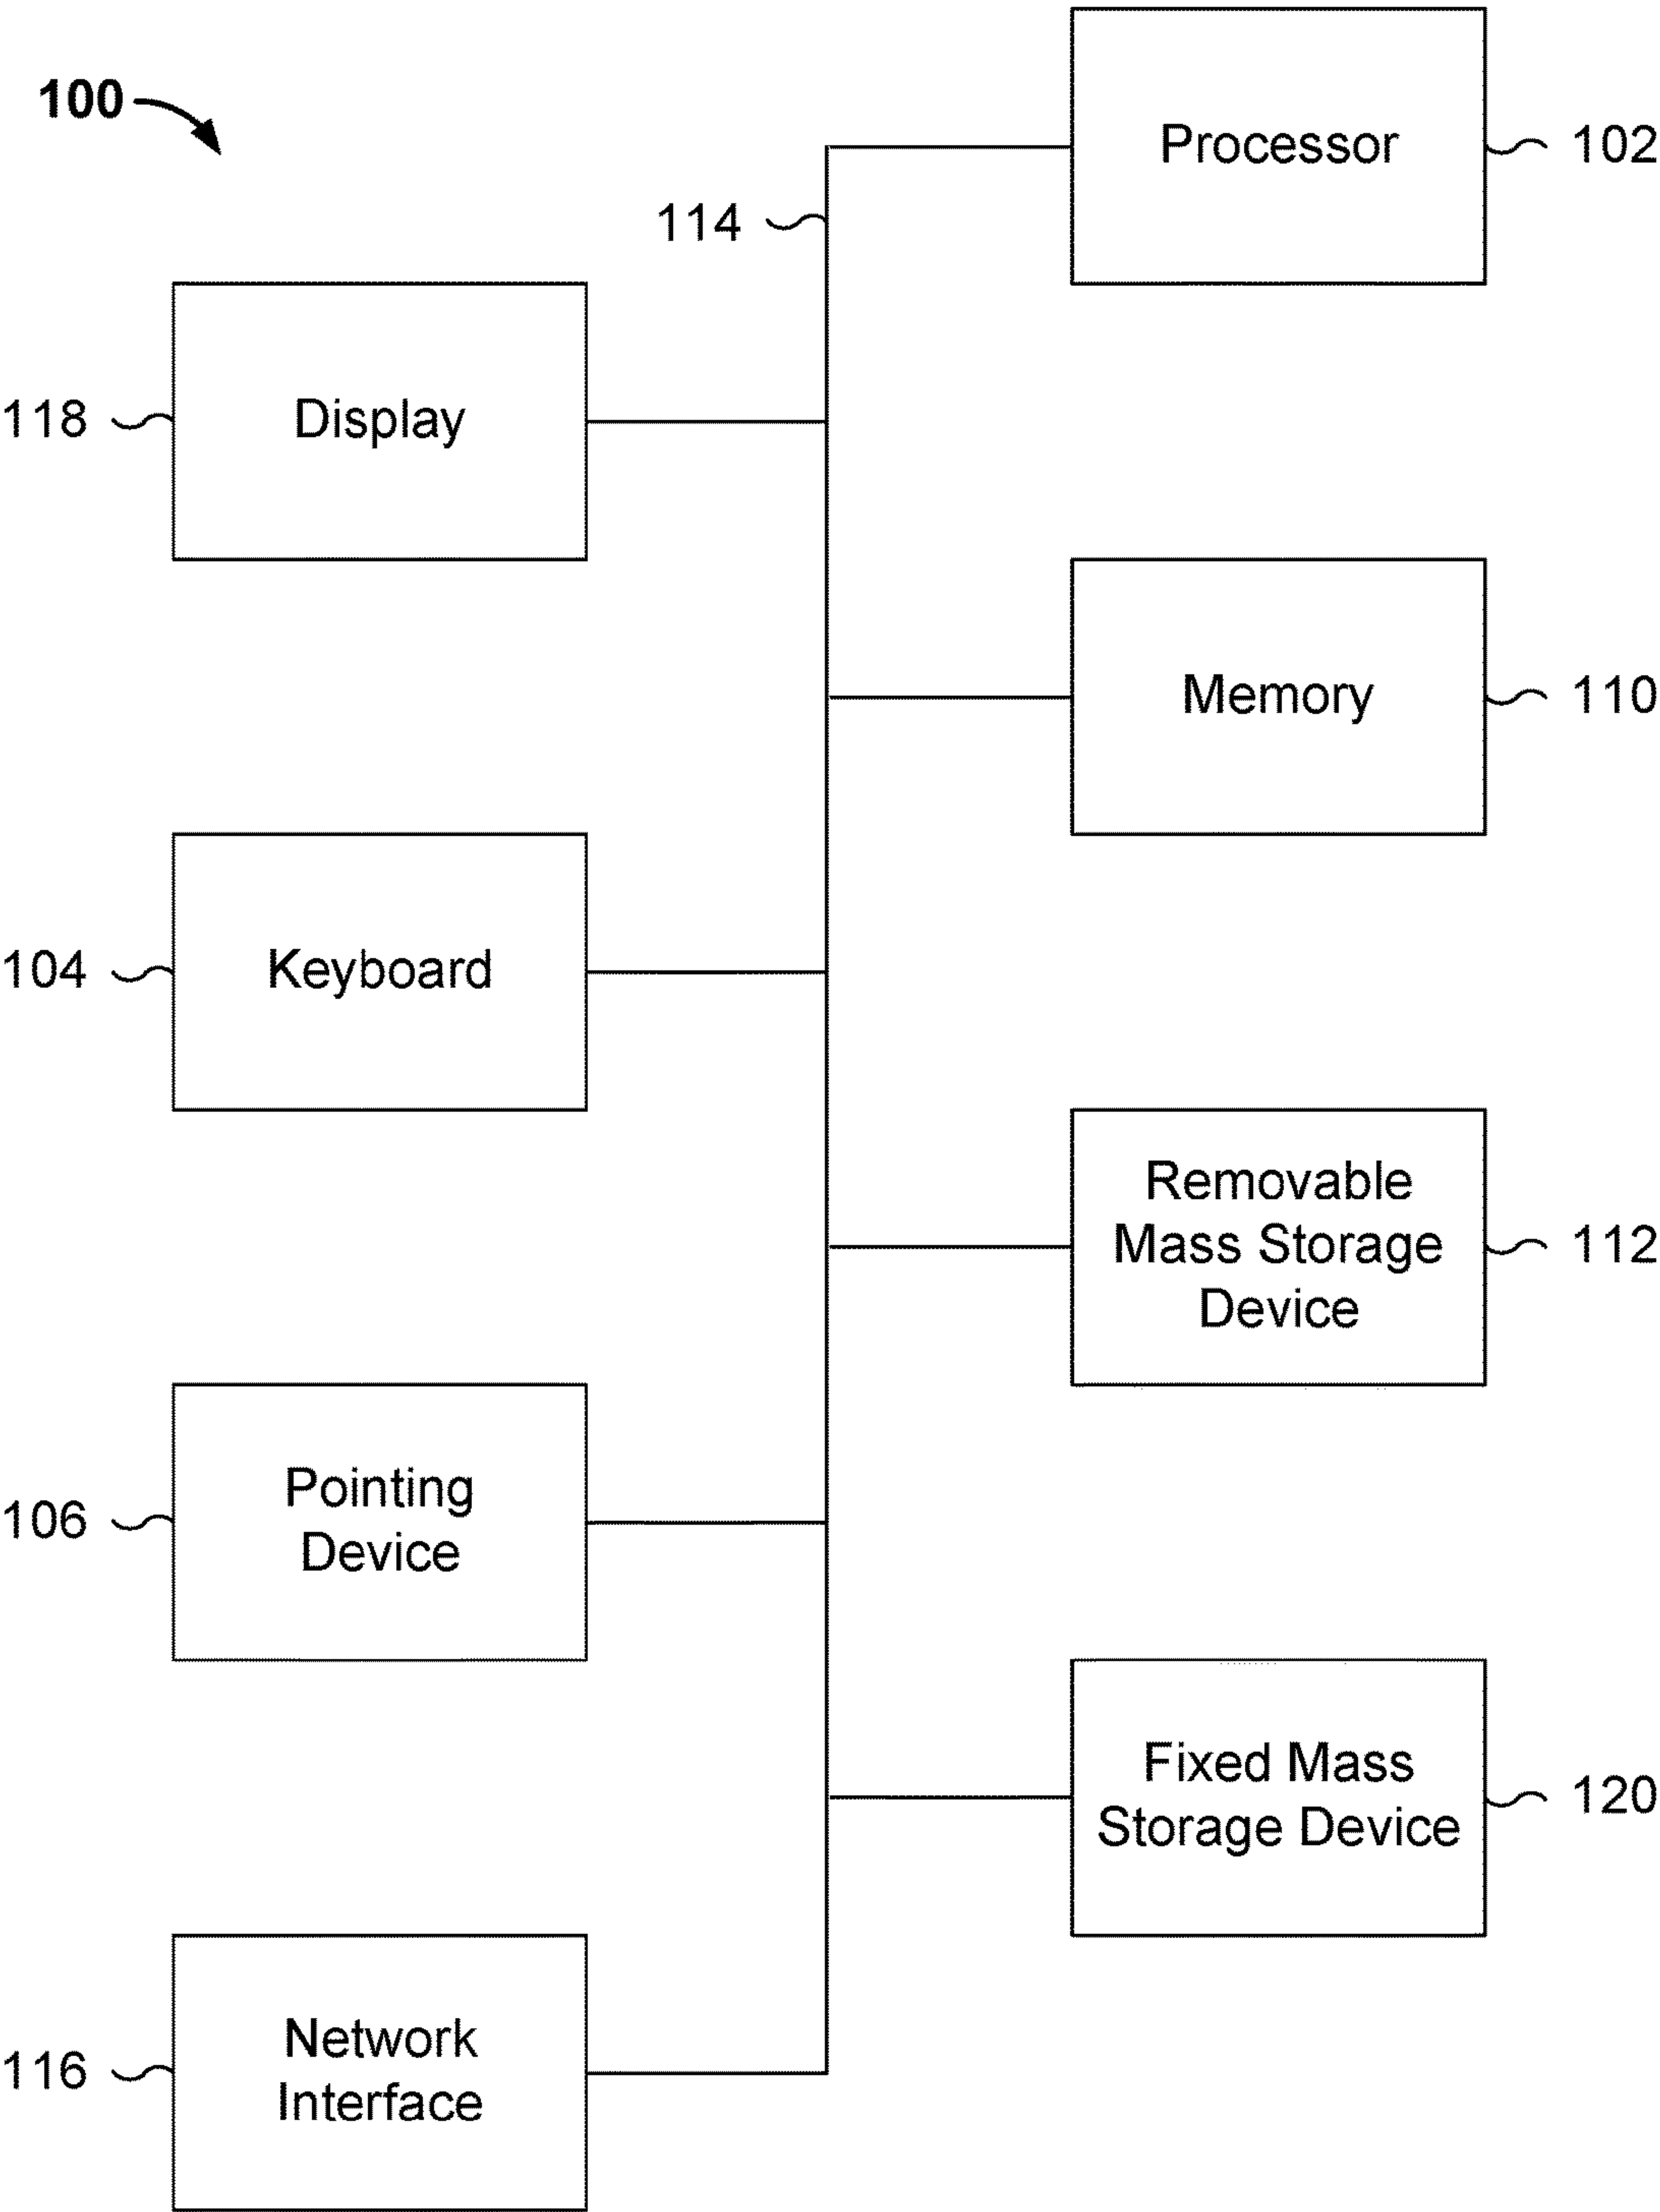 100
Processor
102
114
118
Display
Memory
110
104
Keyboard
Removable
Mass Storage
Device
112
106
Pointing
Device
Fixed Mass
Storage Device
120
116
Network
Interface